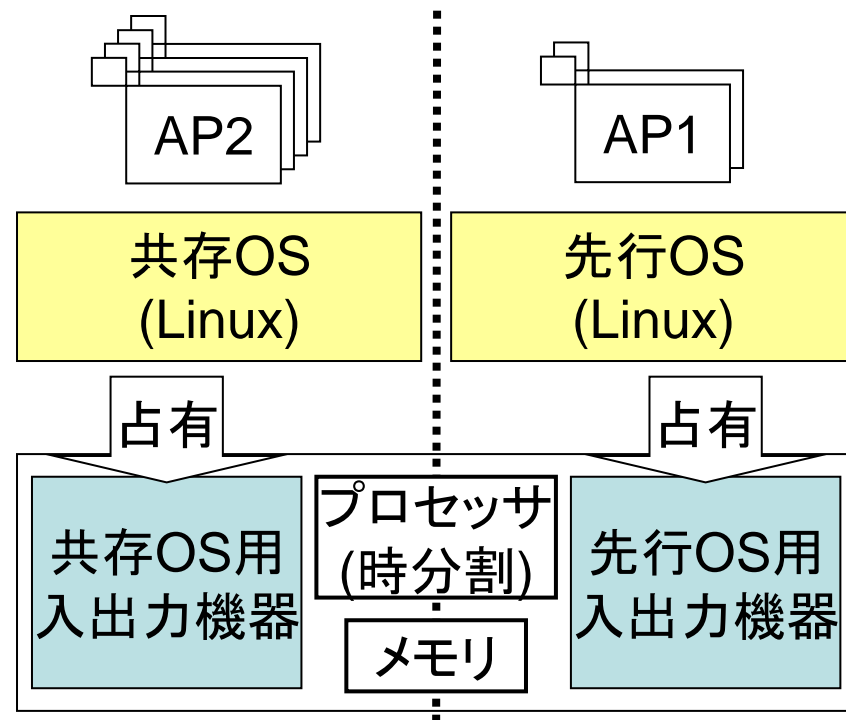 AP2
AP1
共存OS
(Linux)
先行OS
(Linux)
占有
占有
共存OS用
入出力機器
プロセッサ
(時分割)
メモリ
先行OS用
入出力機器